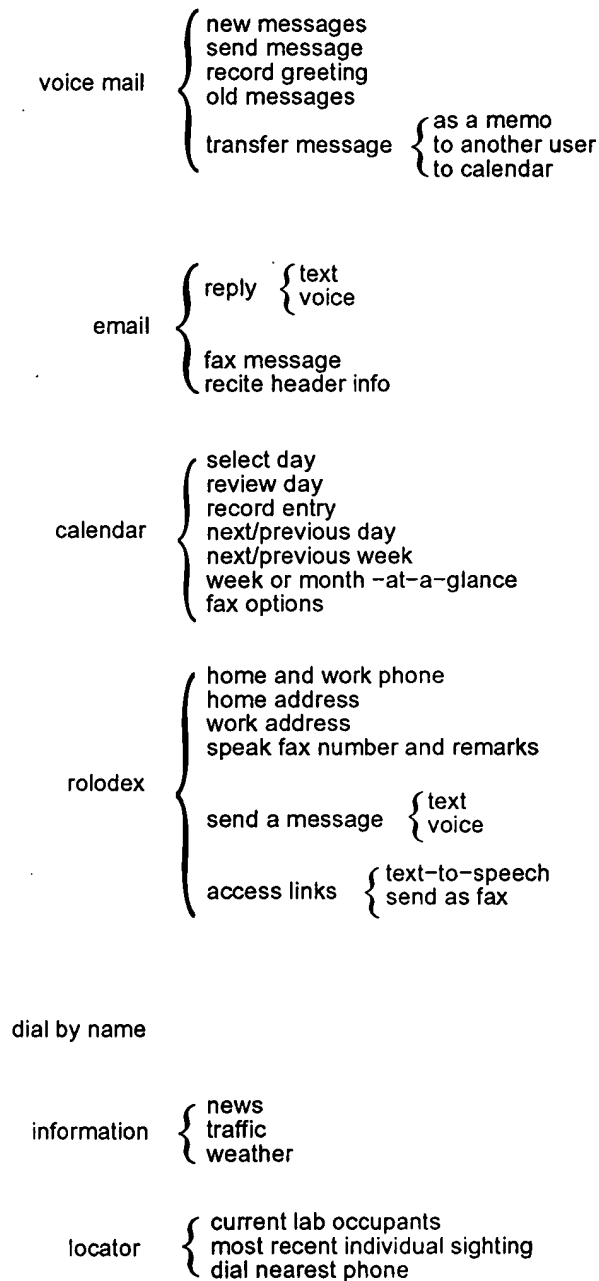 voice mail
new messages
send message
record greeting
old messages
transfer message
as a memo
to another user
to calendar
email
reply
text
voice
fax message
recite header info
calendar
select day
review day
record entry
next/previous day
next/previous week
week or month -at-a-glance
fax options
rolodex
home and work phone
home address
work address
speak fax number and remarks
send a message
text
voice
access links
text-to-speech
send as fax
dial by name
information
news
traffic
weather
locator
current lab occupants
most recent individual sighting
dial nearest phone